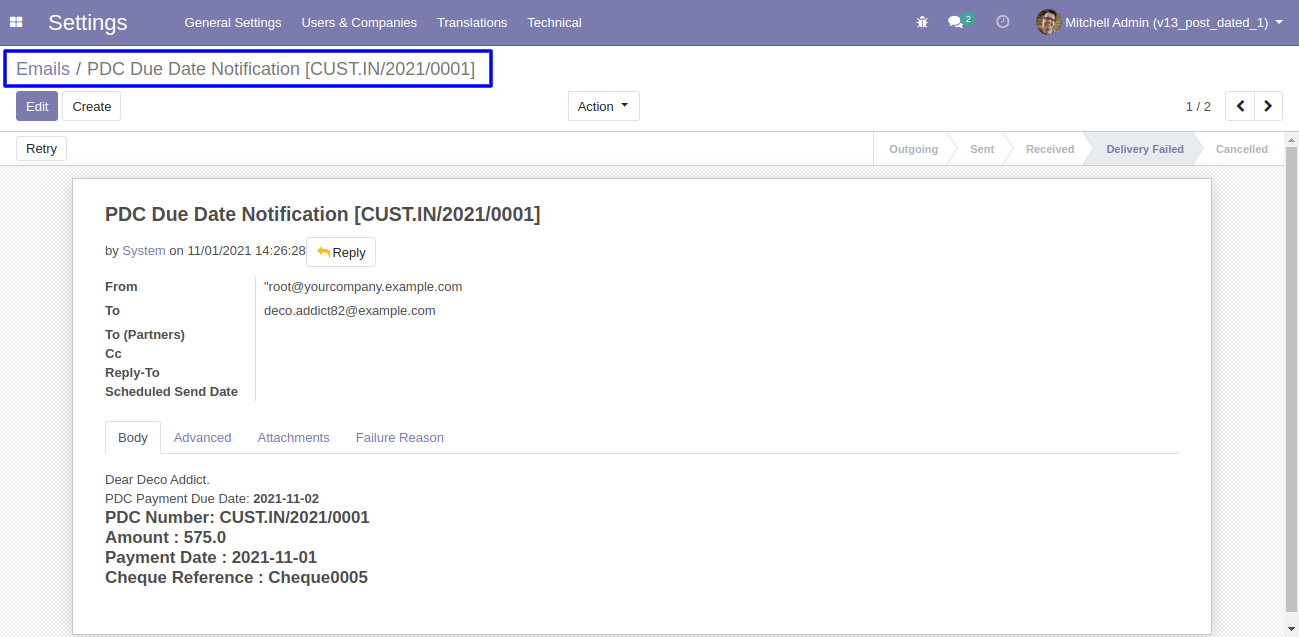 Settings General Settings Users & Companies Translations Technical 2 Mitchell Admin (v13_post_dated_1)
Emails / PDC Due Date Notification [CUST.IN/2021/0001]
Edit Create Action 1 / 2
Retry Outgoing Sent Received Delivery Failed Cancelled
PDC Due Date Notification [CUST.IN/2021/0001]
by System on 11/01/2021 14:26:28 Reply
From "root@yourcompany.example.com
To deco.addict82@example.com
To (Partners)
Cc
Reply-To
Scheduled Send Date
Body Advanced Attachments Failure Reason
Dear Deco Addict.
PDC Payment Due Date: 2021-11-02
PDC Number: CUST.IN/2021/0001
Amount : 575.0
Payment Date : 2021-11-01
Cheque Reference : Cheque0005